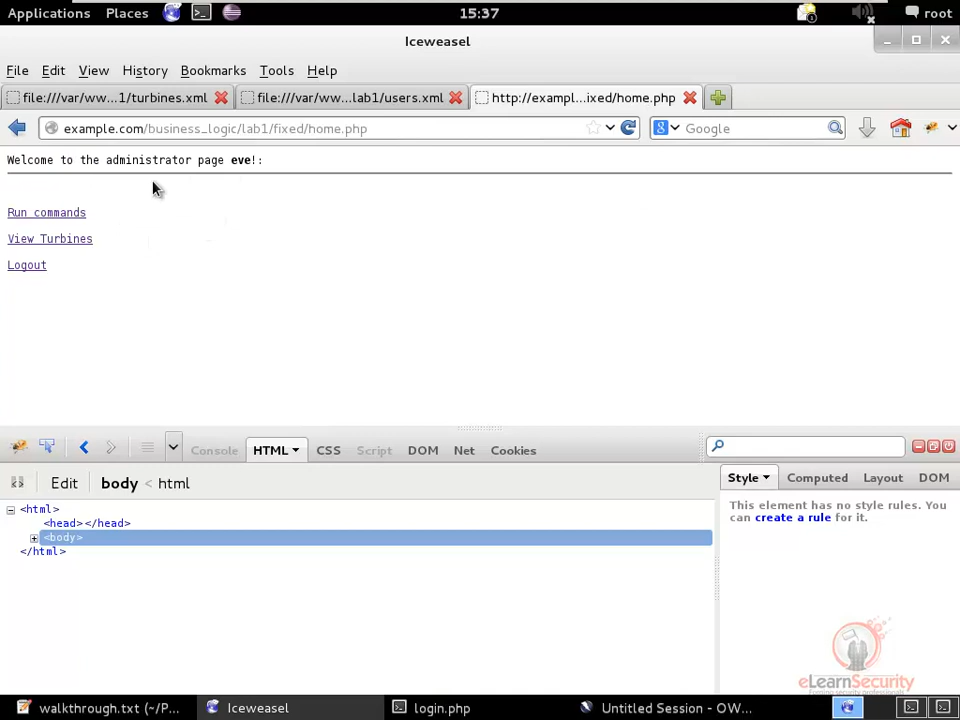 Applications Places 15:37 root
Iceweasel
File Edit View History Bookmarks Tools Help
file:///var/ww...1/turbines.xml file:///var/ww...lab1/users.xml http://exampl...ixed/home.php
example.com/business_logic/lab1/fixed/home.php Google
Welcome to the administrator page eve!:
Run commands
View Turbines
Logout
Console HTML CSS Script DOM Net Cookies
Edit body < html Style Computed Layout DOM
This element has no style rules. You
can create a rule for it.
<html>
<head></head>
<body>
</html>
eLearnSecurity
Forging security professionals
walkthrough.txt (~/P... Iceweasel login.php Untitled Session - OW...